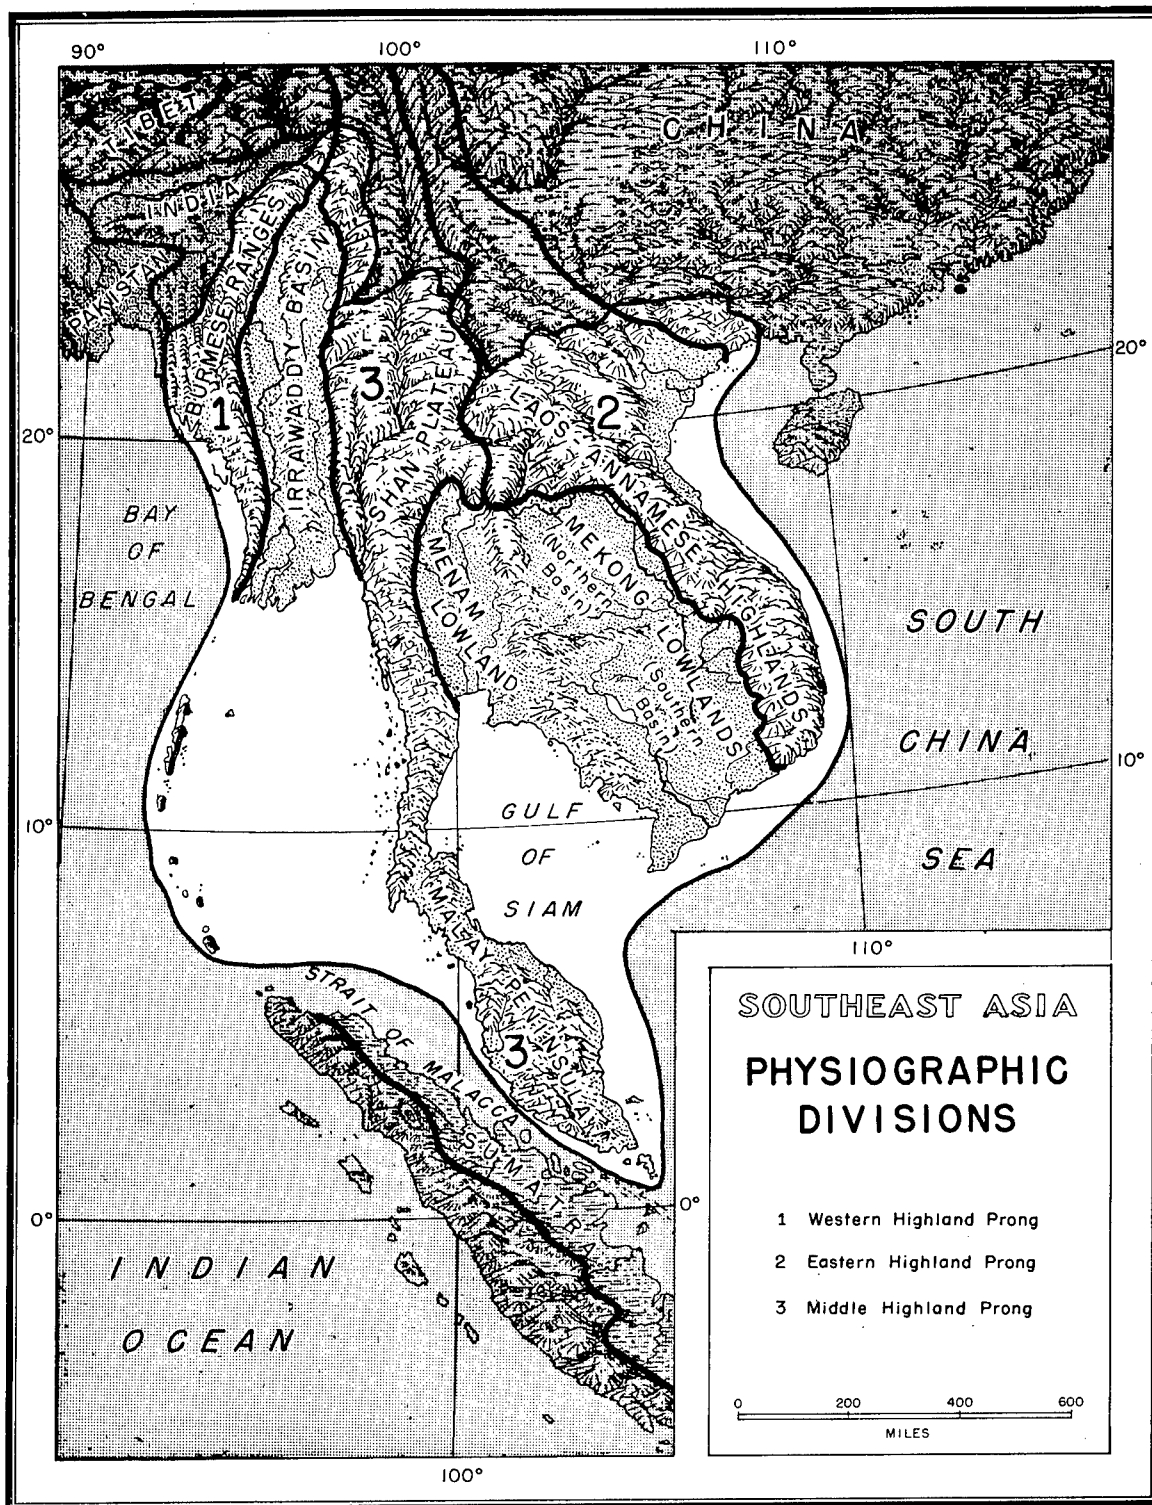 90°
100°
110°
TIBET
CHINA
INDIA
PAKISTAN
BURMESE RANGES
1
IRRAWADDY BASIN
3
SHAN PLATEAU
LAOS-ANNAMESE HIGHLANDS
2
20°
20°
MENAM
LOWLAND
MEKONG LOWLANDS
(Northern
Basin)
(Southern
Basin)
BAY
OF
BENGAL
SOUTH
CHINA
SEA
10°
10°
GULF
OF
SIAM
MALAY PENINSULA
3
STRAIT OF MALACCA
SUMATRA
0°
0°
INDIAN
OCEAN
100°
110°
SOUTHEAST ASIA
PHYSIOGRAPHIC
DIVISIONS
1 Western Highland Prong
2 Eastern Highland Prong
3 Middle Highland Prong
0 200 400 600
MILES